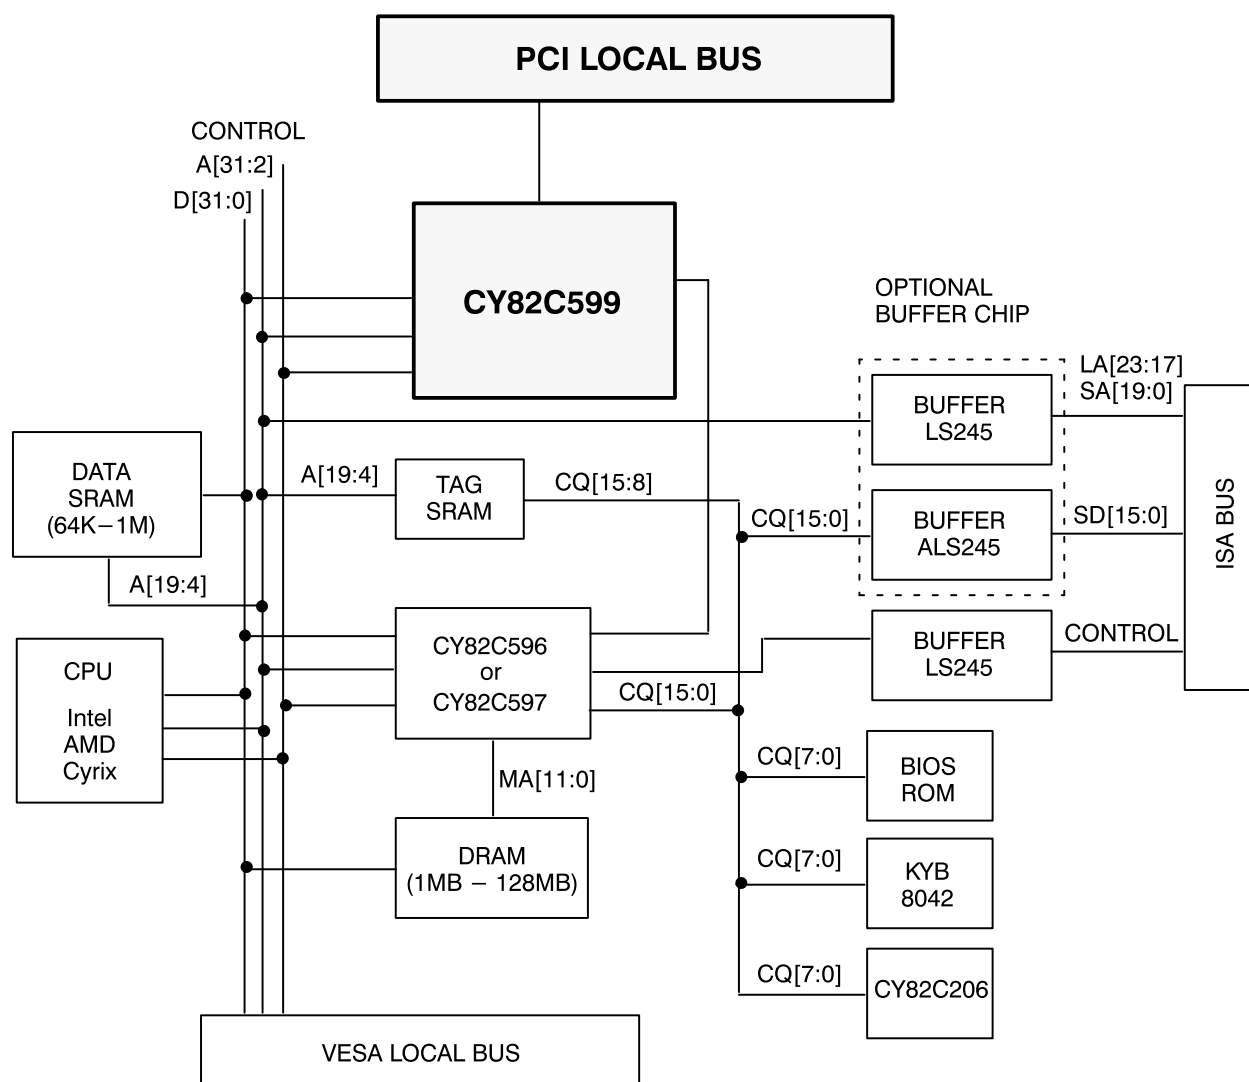 PCI LOCAL BUS
CONTROL
A[31:2]
D[31:0]
CY82C599
OPTIONAL
BUFFER CHIP
LA[23:17]
SA[19:0]
BUFFER
LS245
DATA
SRAM
(64K−1M)
A[19:4]
TAG
SRAM
CQ[15:8]
CQ[15:0]
BUFFER
ALS245
SD[15:0]
ISA BUS
A[19:4]
CPU
Intel
AMD
Cyrix
CY82C596
or
CY82C597
CQ[15:0]
BUFFER
LS245
CONTROL
MA[11:0]
CQ[7:0]
BIOS
ROM
DRAM
(1MB − 128MB)
CQ[7:0]
KYB
8042
CQ[7:0]
CY82C206
VESA LOCAL BUS